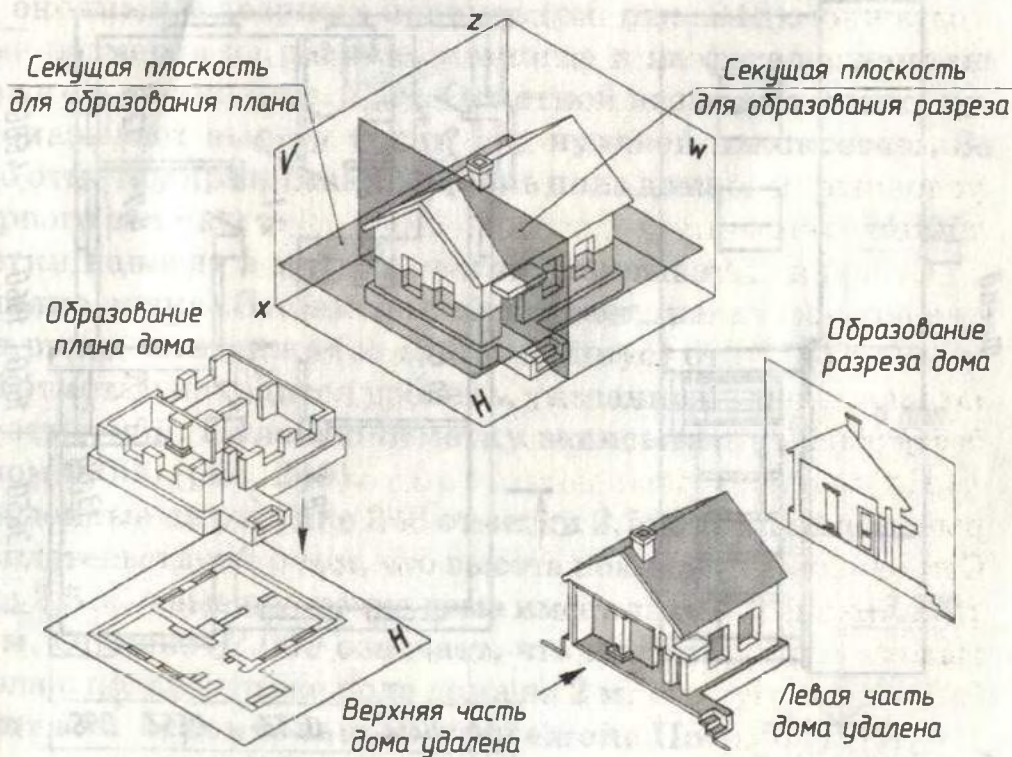 Z
Секущая плоскость
для образования плана
Секущая плоскость
для образования разреза
V
W
X
H
Образование
плана дома
Образование
разреза дома
H
Верхняя часть
дома удалена
Левая часть
дома удалена